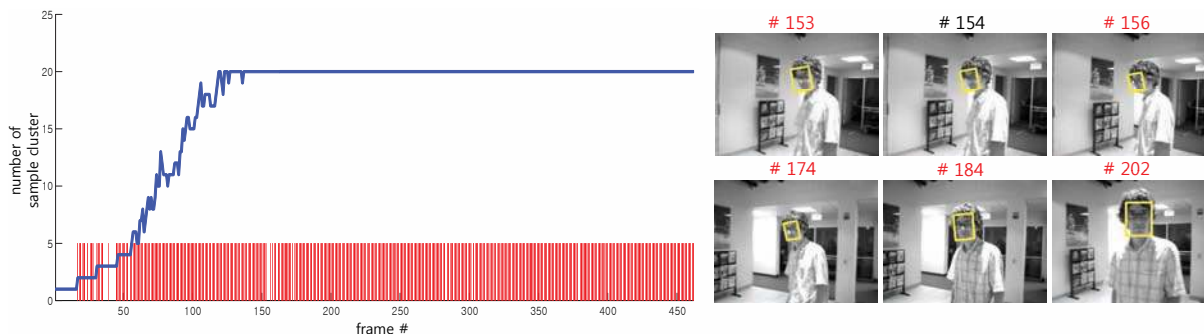 25
20
15
10
5
0
number of
sample cluster
50 100 150 200 250 300 350 400 450
frame #
# 153 # 154 # 156
# 174 # 184 # 202